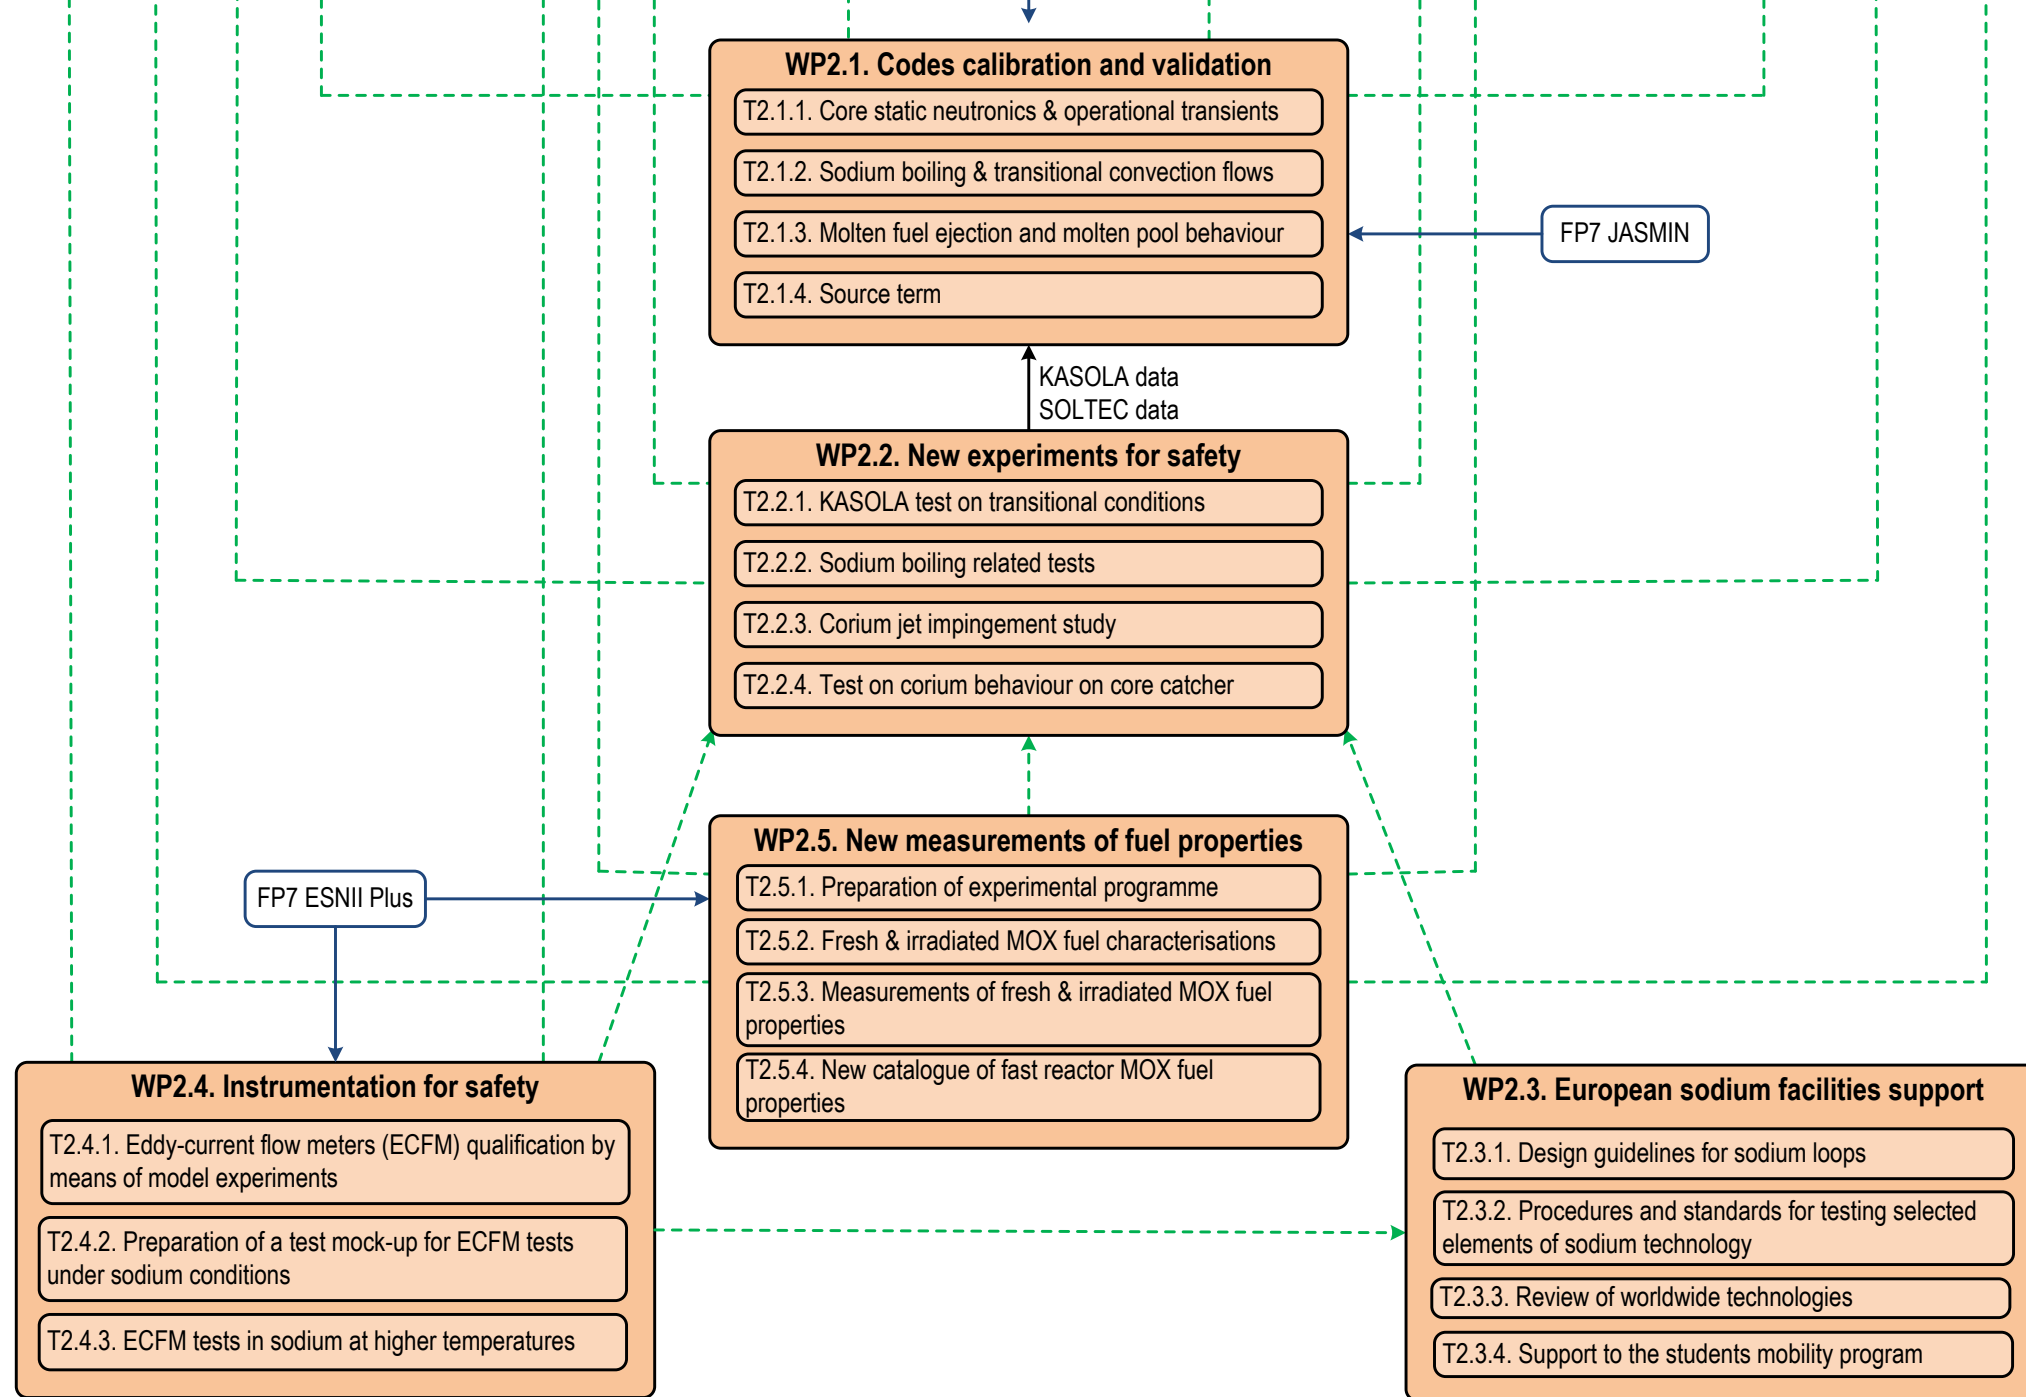 WP2.1. Codes calibration and validation
T2.1.1. Core static neutronics & operational transients
T2.1.2. Sodium boiling & transitional convection flows
T2.1.3. Molten fuel ejection and molten pool behaviour
T2.1.4. Source term
FP7 JASMIN
KASOLA data
SOLTEC data
WP2.2. New experiments for safety
T2.2.1. KASOLA test on transitional conditions
T2.2.2. Sodium boiling related tests
T2.2.3. Corium jet impingement study
T2.2.4. Test on corium behaviour on core catcher
WP2.5. New measurements of fuel properties
T2.5.1. Preparation of experimental programme
T2.5.2. Fresh & irradiated MOX fuel characterisations
T2.5.3. Measurements of fresh & irradiated MOX fuel
properties
T2.5.4. New catalogue of fast reactor MOX fuel
properties
FP7 ESNII Plus
WP2.4. Instrumentation for safety
T2.4.1. Eddy-current flow meters (ECFM) qualification by
means of model experiments
T2.4.2. Preparation of a test mock-up for ECFM tests
under sodium conditions
T2.4.3. ECFM tests in sodium at higher temperatures
WP2.3. European sodium facilities support
T2.3.1. Design guidelines for sodium loops
T2.3.2. Procedures and standards for testing selected
elements of sodium technology
T2.3.3. Review of worldwide technologies
T2.3.4. Support to the students mobility program